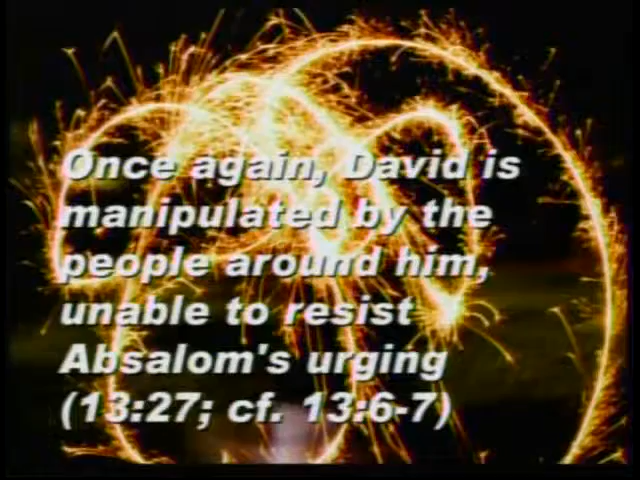 Once again, David is
manipulated by the
people around him,
unable to resist
Absalom's urging
(13:27; cf. 13:6-7)